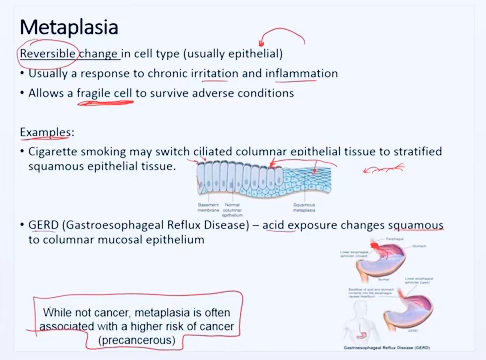 Metaplasia
Reversible change in cell type (usually epithelial)
• Usually a response to chronic irritation and inflammation
• Allows a fragile cell to survive adverse conditions
Examples:
• Cigarette smoking may switch ciliated columnar epithelial tissue to stratified
squamous epithelial tissue.
Basement
membrane
Normal
columnar
epithelium
Squamous
metaplasia
• GERD (Gastroesophageal Reflux Disease) – acid exposure changes squamous
to columnar mucosal epithelium
Esophagus
Stomach
Normal
While not cancer, metaplasia is often
associated with a higher risk of cancer
(precancerous)
Gastroesophageal Reflux Disease (GERD)